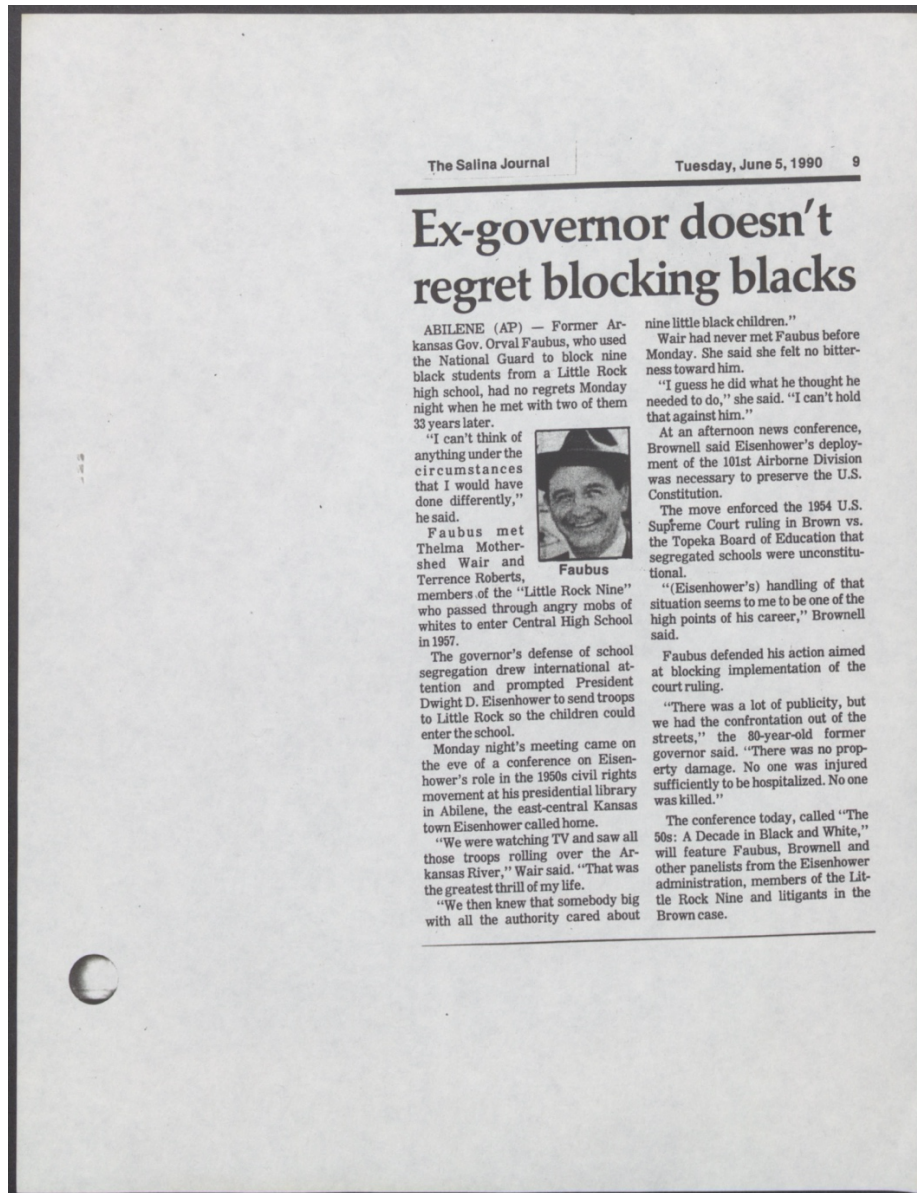 The Salina Journal
Tuesday, June 5, 1990 9
Ex-governor doesn't
regret blocking blacks
ABILENE (AP) — Former Ar-
kansas Gov. Orval Faubus, who used
the National Guard to block nine
black students from a Little Rock
high school, had no regrets Monday
night when he met with two of them
33 years later.
"I can't think of
anything under the
circumstances
that I would have
done differently,"
he said.
Faubus met
Thelma Mother-
shed Wair and
Terrence Roberts,
Faubus
members of the "Little Rock Nine"
who passed through angry mobs of
whites to enter Central High School
in 1957.
The governor's defense of school
segregation drew international at-
tention and prompted President
Dwight D. Eisenhower to send troops
to Little Rock so the children could
enter the school.
Monday night's meeting came on
the eve of a conference on Eisen-
hower's role in the 1950s civil rights
movement at his presidential library
in Abilene, the east-central Kansas
town Eisenhower called home.
"We were watching TV and saw all
those troops rolling over the Ar-
kansas River," Wair said. "That was
the greatest thrill of my life.
"We then knew that somebody big
with all the authority cared about
nine little black children."
Wair had never met Faubus before
Monday. She said she felt no bitter-
ness toward him.
"I guess he did what he thought he
needed to do," she said. "I can't hold
that against him."
At an afternoon news conference,
Brownell said Eisenhower's deploy-
ment of the 101st Airborne Division
was necessary to preserve the U.S.
Constitution.
The move enforced the 1954 U.S.
Supreme Court ruling in Brown vs.
the Topeka Board of Education that
segregated schools were unconstitu-
tional.
"(Eisenhower's) handling of that
situation seems to me to be one of the
high points of his career," Brownell
said.
Faubus defended his action aimed
at blocking implementation of the
court ruling.
"There was a lot of publicity, but
we had the confrontation out of the
streets," the 80-year-old former
governor said. "There was no prop-
erty damage. No one was injured
sufficiently to be hospitalized. No one
was killed."
The conference today, called "The
50s: A Decade in Black and White,"
will feature Faubus, Brownell and
other panelists from the Eisenhower
administration, members of the Lit-
tle Rock Nine and litigants in the
Brown case.